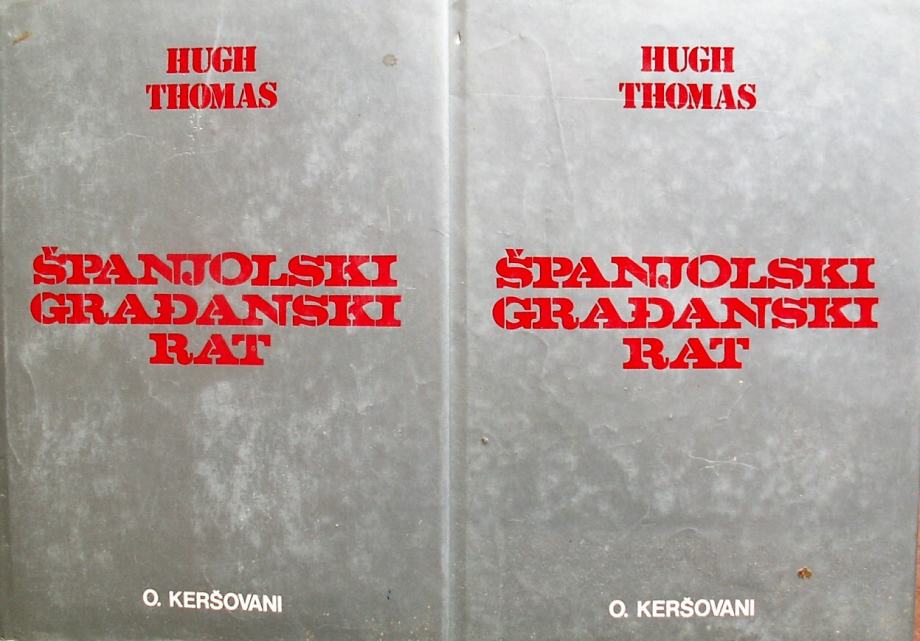 HUGH
THOMAS
ŠPANJOLSKI
GRAĐANSKI
RAT
O. KERŠOVANI
HUGH
THOMAS
ŠPANJOLSKI
GRAĐANSKI
RAT
O. KERŠOVANI